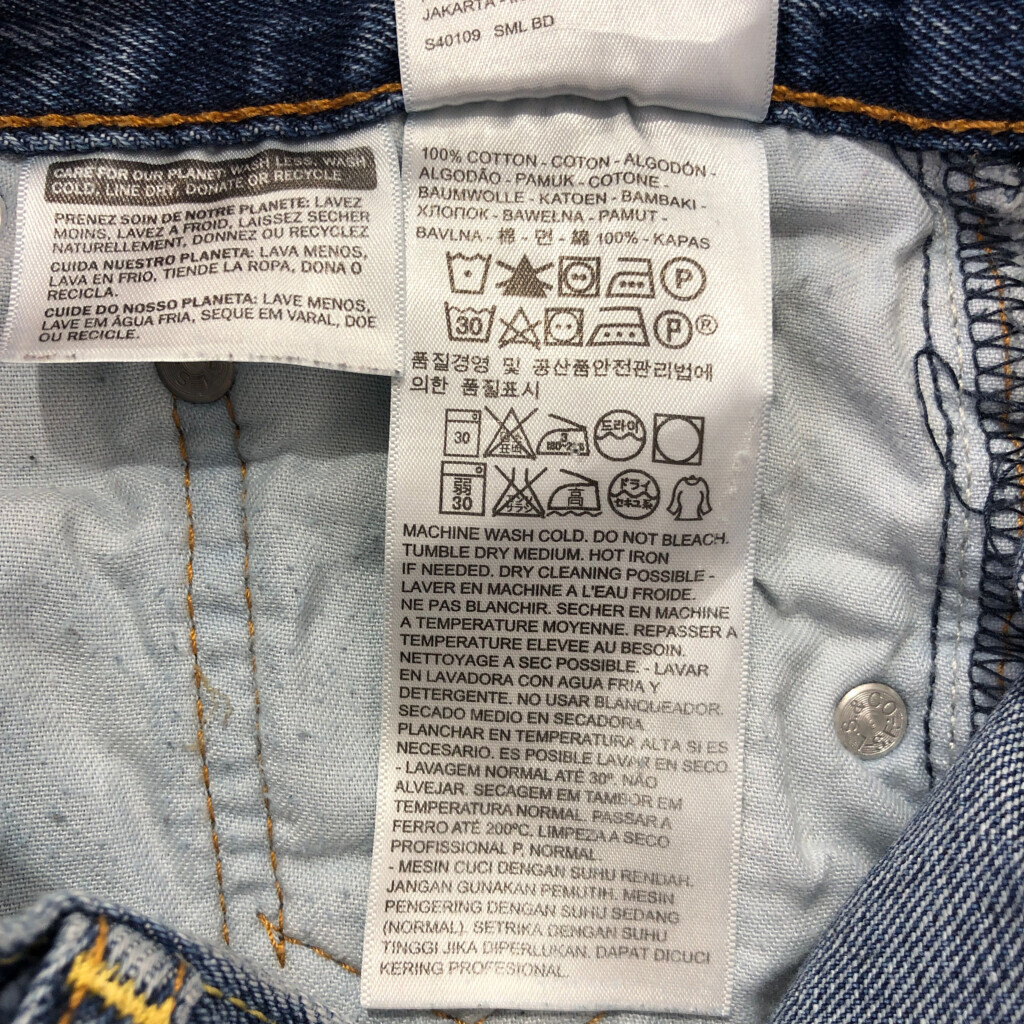 JAKARTA
S40109 SML BD
CARE FOR OUR PLANET: WASH LESS, WASH
COLD, LINE DRY, DONATE OR RECYCLE
PRENEZ SOIN DE NOTRE PLANETE: LAVEZ
MOINS, LAVEZ A FROID, LAISSEZ SECHER
NATURELLEMENT, DONNEZ OU RECYCLEZ
CUIDA NUESTRO PLANETA: LAVA MENOS,
LAVA EN FRIO, TIENDE LA ROPA, DONA O
RECICLA.
CUIDE DO NOSSO PLANETA: LAVE MENOS,
LAVE EM ÁGUA FRIA, SEQUE EM VARAL, DOE
OU RECICLE.
100% COTTON - COTON - ALGODÓN -
ALGODÃO - PAMUK - COTONE -
BAUMWOLLE - KATOEN - BAMBAKI -
ХЛОПОК - BAWEŁNA - PAMUT -
BAVLNA - 棉 - 면 - 綿 100% - KAPAS
P
30 P®
품질경영 및 공산품안전관리법에
의한 품질표시
30 드라이
弱 高 ドライ
30 セキユ系
MACHINE WASH COLD. DO NOT BLEACH.
TUMBLE DRY MEDIUM. HOT IRON
IF NEEDED. DRY CLEANING POSSIBLE -
LAVER EN MACHINE A L'EAU FROIDE.
NE PAS BLANCHIR. SECHER EN MACHINE
A TEMPERATURE MOYENNE. REPASSER A
TEMPERATURE ELEVEE AU BESOIN.
NETTOYAGE A SEC POSSIBLE. - LAVAR
EN LAVADORA CON AGUA FRIA Y
DETERGENTE. NO USAR BLANQUEADOR.
SECADO MEDIO EN SECADORA.
PLANCHAR EN TEMPERATURA ALTA SI ES
NECESARIO. ES POSIBLE LAVAR EN SECO.
- LAVAGEM NORMAL ATÉ 30º. NÃO
ALVEJAR. SECAGEM EM TAMBOR EM
TEMPERATURA NORMAL. PASSAR A
FERRO ATÉ 200ºC. LIMPEZA A SECO
PROFISSIONAL P, NORMAL.
- MESIN CUCI DENGAN SUHU RENDAH.
JANGAN GUNAKAN PEMUTIH. MESIN
PENGERING DENGAN SUHU SEDANG
(NORMAL). SETRIKA DENGAN SUHU
TINGGI JIKA DIPERLUKAN. DAPAT DICUCI
KERING PROFESIONAL.